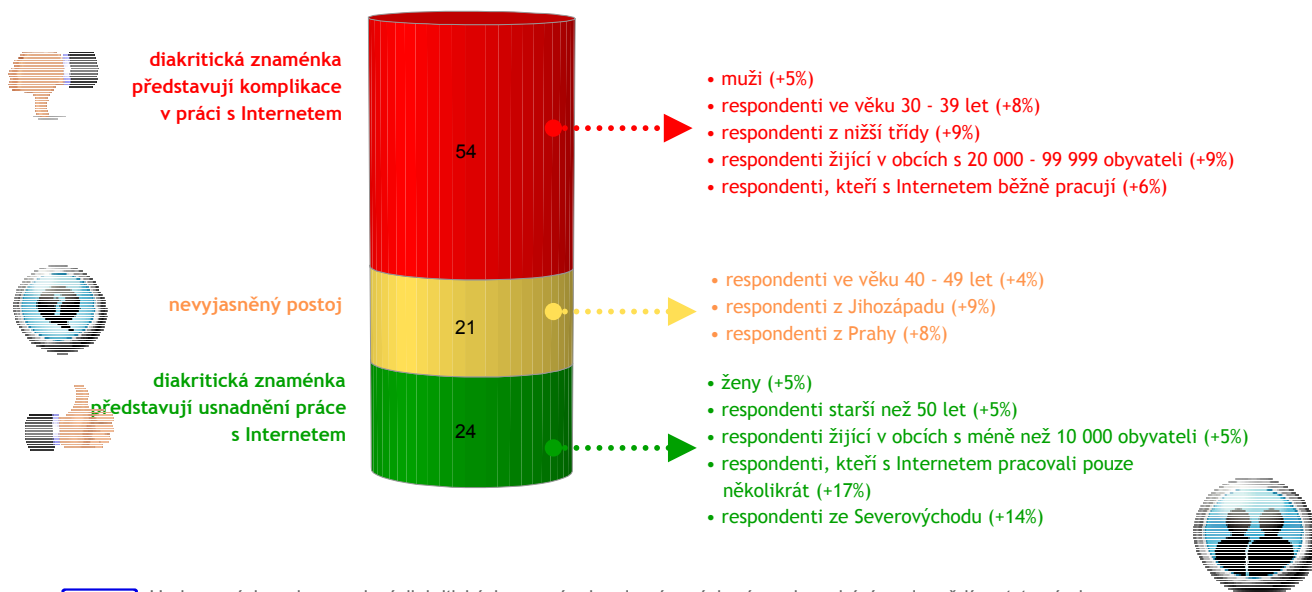 diakritická znaménka
představují komplikace
v práci s Internetem
54
• muži (+5%)
• respondenti ve věku 30 - 39 let (+8%)
• respondenti z nižší třídy (+9%)
• respondenti žijící v obcích s 20 000 - 99 999 obyvateli (+9%)
• respondenti, kteří s Internetem běžně pracují (+6%)
nevyjasněný postoj
21
• respondenti ve věku 40 - 49 let (+4%)
• respondenti z Jihozápadu (+9%)
• respondenti z Prahy (+8%)
diakritická znaménka
představují usnadnění práce
s Internetem
24
• ženy (+5%)
• respondenti starší než 50 let (+5%)
• respondenti žijící v obcích s méně než 10 000 obyvateli (+5%)
• respondenti, kteří s Internetem pracovali pouze
několikrát (+17%)
• respondenti ze Severovýchodu (+14%)